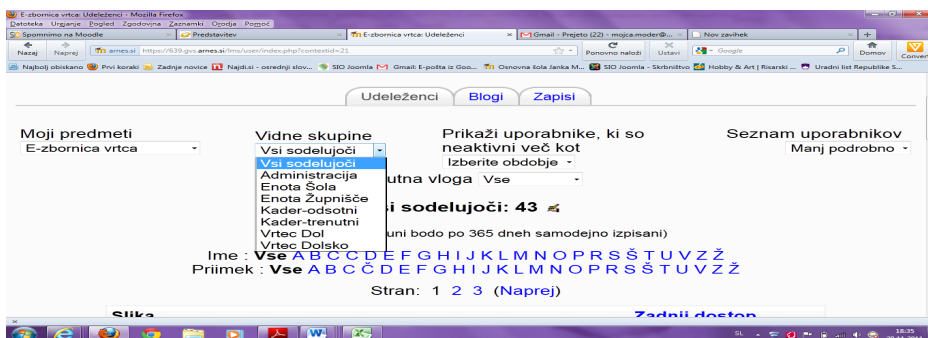 E-zbornica vrtca: Udeleženci - Mozilla Firefox
Datoteka Urejanje Pogled Zgodovina Zaznamki Orodja Pomoč
Spomnimo na Moodle × Predstavitev × E-zbornica vrtca: Udeleženci × Gmail - Prejeto (22) - mojca.moder@... × Nov zavihek × +
Nazaj Naprej arnes.si https://639.gvs.arnes.si/lms/user/index.php?contextid=21 Ponovno naloži Ustavi Google Domov Convert
Najbolj obiskano Prvi koraki Zadnje novice Najdi.si - osrednji slov... SIO Joomla Gmail: E-pošta iz Goo... Osnovna šola Janka M... SIO Joomla - Skrbništvo Hobby & Art | Risarski ... Uradni list Republike S...
Udeleženci Blogi Zapisi
Moji predmeti
E-zbornica vrtca
Vidne skupine
Vsi sodelujoči
Vsi sodelujoči
Administracija
Enota Šola
Enota Župnišče
Kader-odsotni
Kader-trenutni
Vrtec Dol
Vrtec Dolsko
Prikaži uporabnike, ki so
neaktivni več kot
Izberite obdobje
Seznam uporabnikov
Manj podrobno
utna vloga Vse
i sodelujoči: 43
uni bodo po 365 dneh samodejno izpisani)
Ime : Vse A B C Č D E F G H I J K L M N O P R S Š T U V Z Ž
Priimek : Vse A B C Č D E F G H I J K L M N O P R S Š T U V Z Ž
Stran: 1 2 3 (Naprej)
Slika Zadnji dostop
SL 18:35